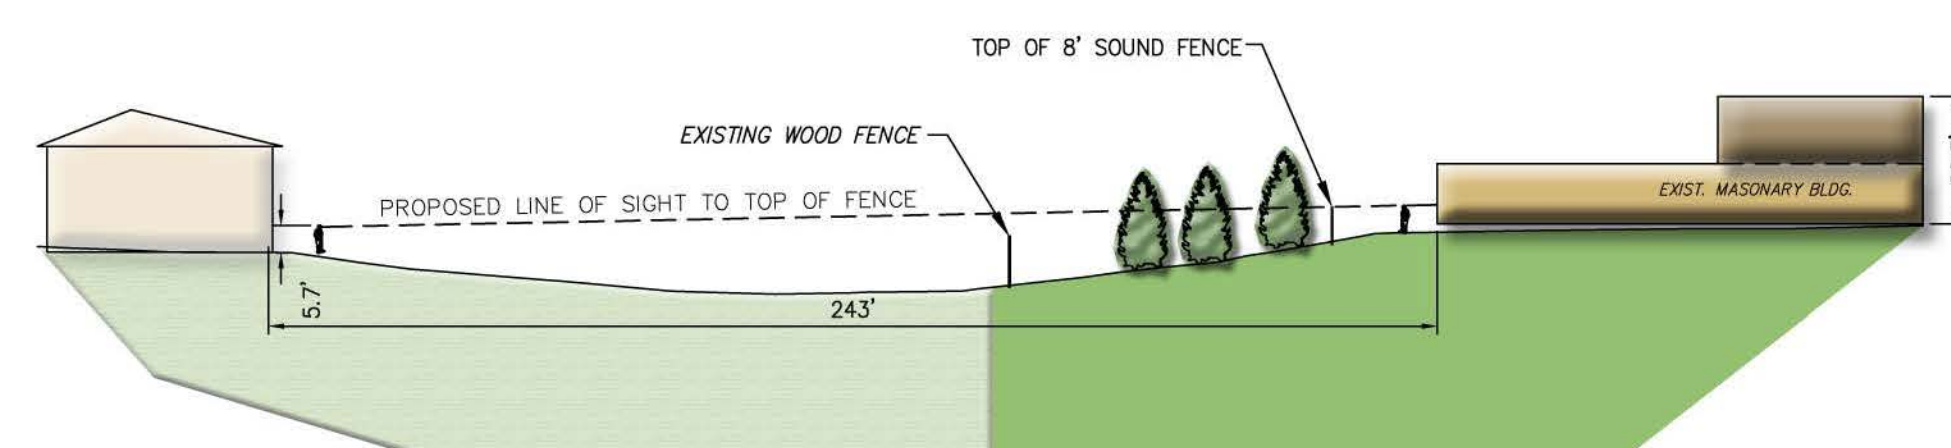 TOP OF 8' SOUND FENCE
EXISTING WOOD FENCE
PROPOSED LINE OF SIGHT TO TOP OF FENCE
EXIST. MASONARY BLDG.
5.7'
243'